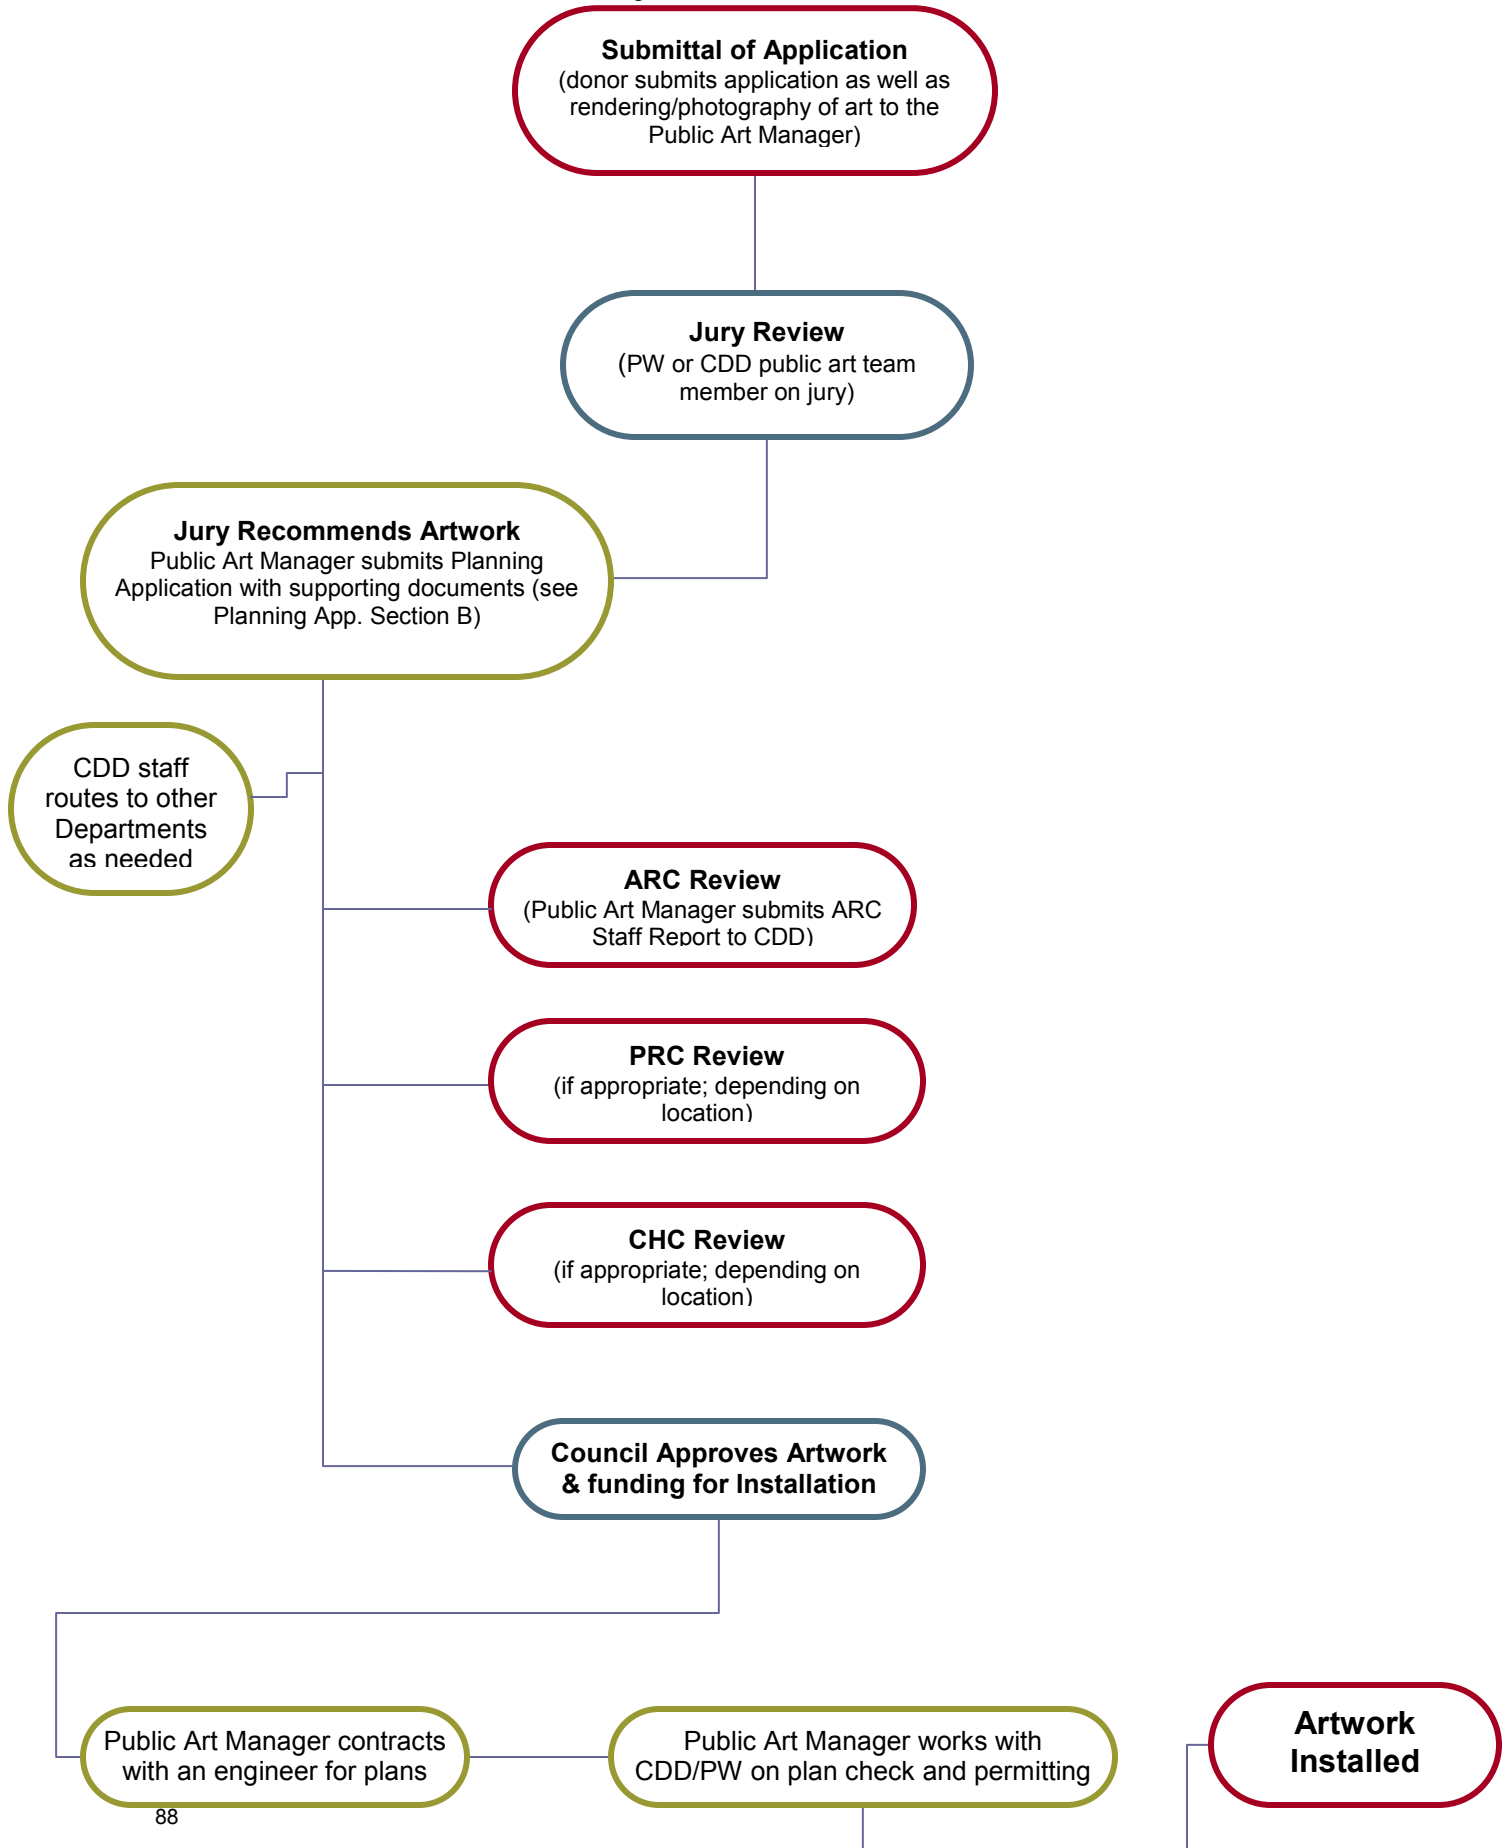 Submittal of Application
(donor submits application as well as
rendering/photography of art to the
Public Art Manager)
Jury Review
(PW or CDD public art team
member on jury)
Jury Recommends Artwork
Public Art Manager submits Planning
Application with supporting documents (see
Planning App. Section B)
CDD staff
routes to other
Departments
as needed
ARC Review
(Public Art Manager submits ARC
Staff Report to CDD)
PRC Review
(if appropriate; depending on
location)
CHC Review
(if appropriate; depending on
location)
Council Approves Artwork
& funding for Installation
Public Art Manager contracts
with an engineer for plans
Public Art Manager works with
CDD/PW on plan check and permitting
Artwork
Installed
88